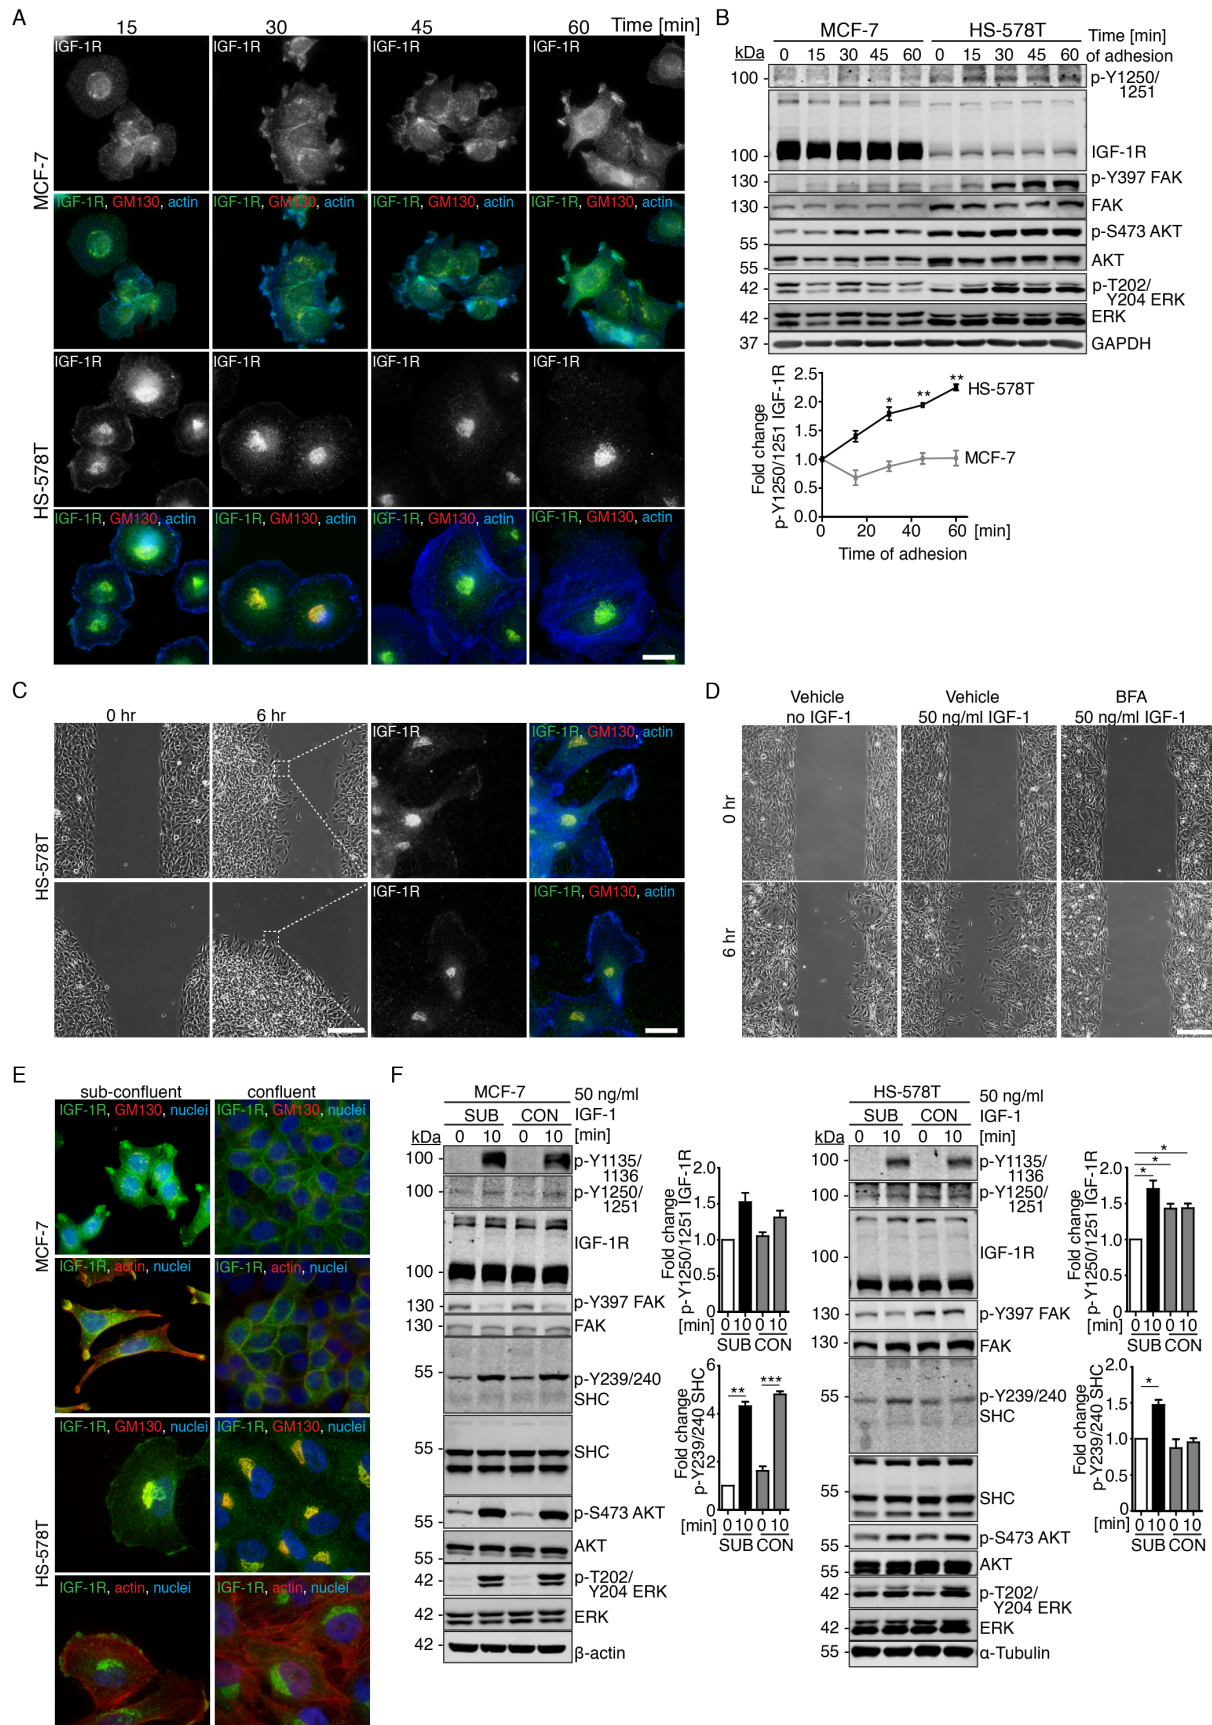 A
15 30 45 60 Time [min]
IGF-1R IGF-1R IGF-1R IGF-1R
MCF-7
IGF-1R, GM130, actin IGF-1R, GM130, actin IGF-1R, GM130, actin IGF-1R, GM130, actin
IGF-1R IGF-1R IGF-1R IGF-1R
HS-578T
IGF-1R, GM130, actin IGF-1R, GM130, actin IGF-1R, GM130, actin IGF-1R, GM130, actin
B
MCF-7 HS-578T
kDa 0 15 30 45 60 0 15 30 45 60 Time [min]
of adhesion
100 p-Y1250/
1251
100 IGF-1R
130 p-Y397 FAK
130 FAK
55 p-S473 AKT
55 AKT
42 p-T202/
Y204 ERK
42 ERK
37 GAPDH
Fold change
p-Y1250/1251 IGF-1R
2.5
2.0
1.5
1.0
0.5
0.0
* ** **
HS-578T
MCF-7
0 20 40 60 [min]
Time of adhesion
C
0 hr 6 hr
HS-578T
IGF-1R IGF-1R, GM130, actin
IGF-1R IGF-1R, GM130, actin
D
Vehicle Vehicle BFA
no IGF-1 50 ng/ml IGF-1 50 ng/ml IGF-1
0 hr
6 hr
E
sub-confluent confluent
MCF-7
IGF-1R, GM130, nuclei IGF-1R, GM130, nuclei
IGF-1R, actin, nuclei IGF-1R, actin, nuclei
HS-578T
IGF-1R, GM130, nuclei IGF-1R, GM130, nuclei
IGF-1R, actin, nuclei IGF-1R, actin, nuclei
F
MCF-7 50 ng/ml
SUB CON IGF-1
kDa 0 10 0 10 [min]
100 p-Y1135/
1136
100 p-Y1250/
1251
IGF-1R
100
130 p-Y397 FAK
130 FAK
55 p-Y239/240
SHC
55 SHC
55 p-S473 AKT
AKT
55
42 p-T202/
Y204 ERK
42 ERK
42 β-actin
Fold change
p-Y1250/1251 IGF-1R
2.0
1.5
1.0
0.5
0
[min] 0 10 0 10
SUB CON
Fold change
p-Y239/240 SHC
6
4
2
0
** ***
[min] 0 10 0 10
SUB CON
HS-578T 50 ng/ml
SUB CON IGF-1
kDa 0 10 0 10 [min]
100 p-Y1135/
1136
100 p-Y1250/
1251
IGF-1R
100
130 p-Y397 FAK
130 FAK
55 p-Y239/240
SHC
55 SHC
55 p-S473 AKT
55 AKT
42 p-T202/
Y204 ERK
42 ERK
55 α-Tubulin
Fold change
p-Y1250/1251 IGF-1R
2.0
1.5
1.0
0.5
0
*
*
*
[min] 0 10 0 10
SUB CON
Fold change
p-Y239/240 SHC
2.0
1.5
1.0
0.5
0
*
[min] 0 10 0 10
SUB CON